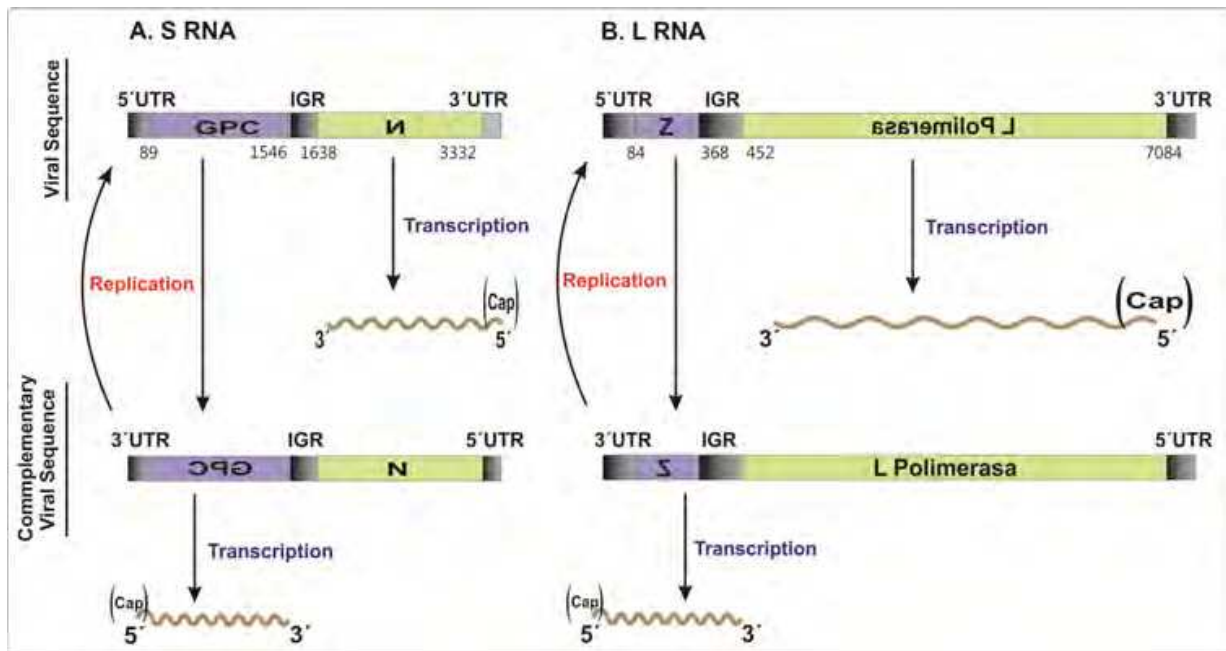 A. S RNA
B. L RNA
Viral Sequence
5´UTR IGR 3´UTR
GPC N
89 1546 1638 3332
5´UTR IGR 3´UTR
Z L Polimerasa
84 368 452 7084
Transcription
Replication
(Cap)
3´ 5´
Transcription
Replication
(Cap)
3´ 5´
Commplementary
Viral Sequence
3´UTR IGR 5´UTR
GPC N
3´UTR IGR 5´UTR
Z L Polimerasa
Transcription
(Cap)
5´ 3´
Transcription
(Cap)
5´ 3´